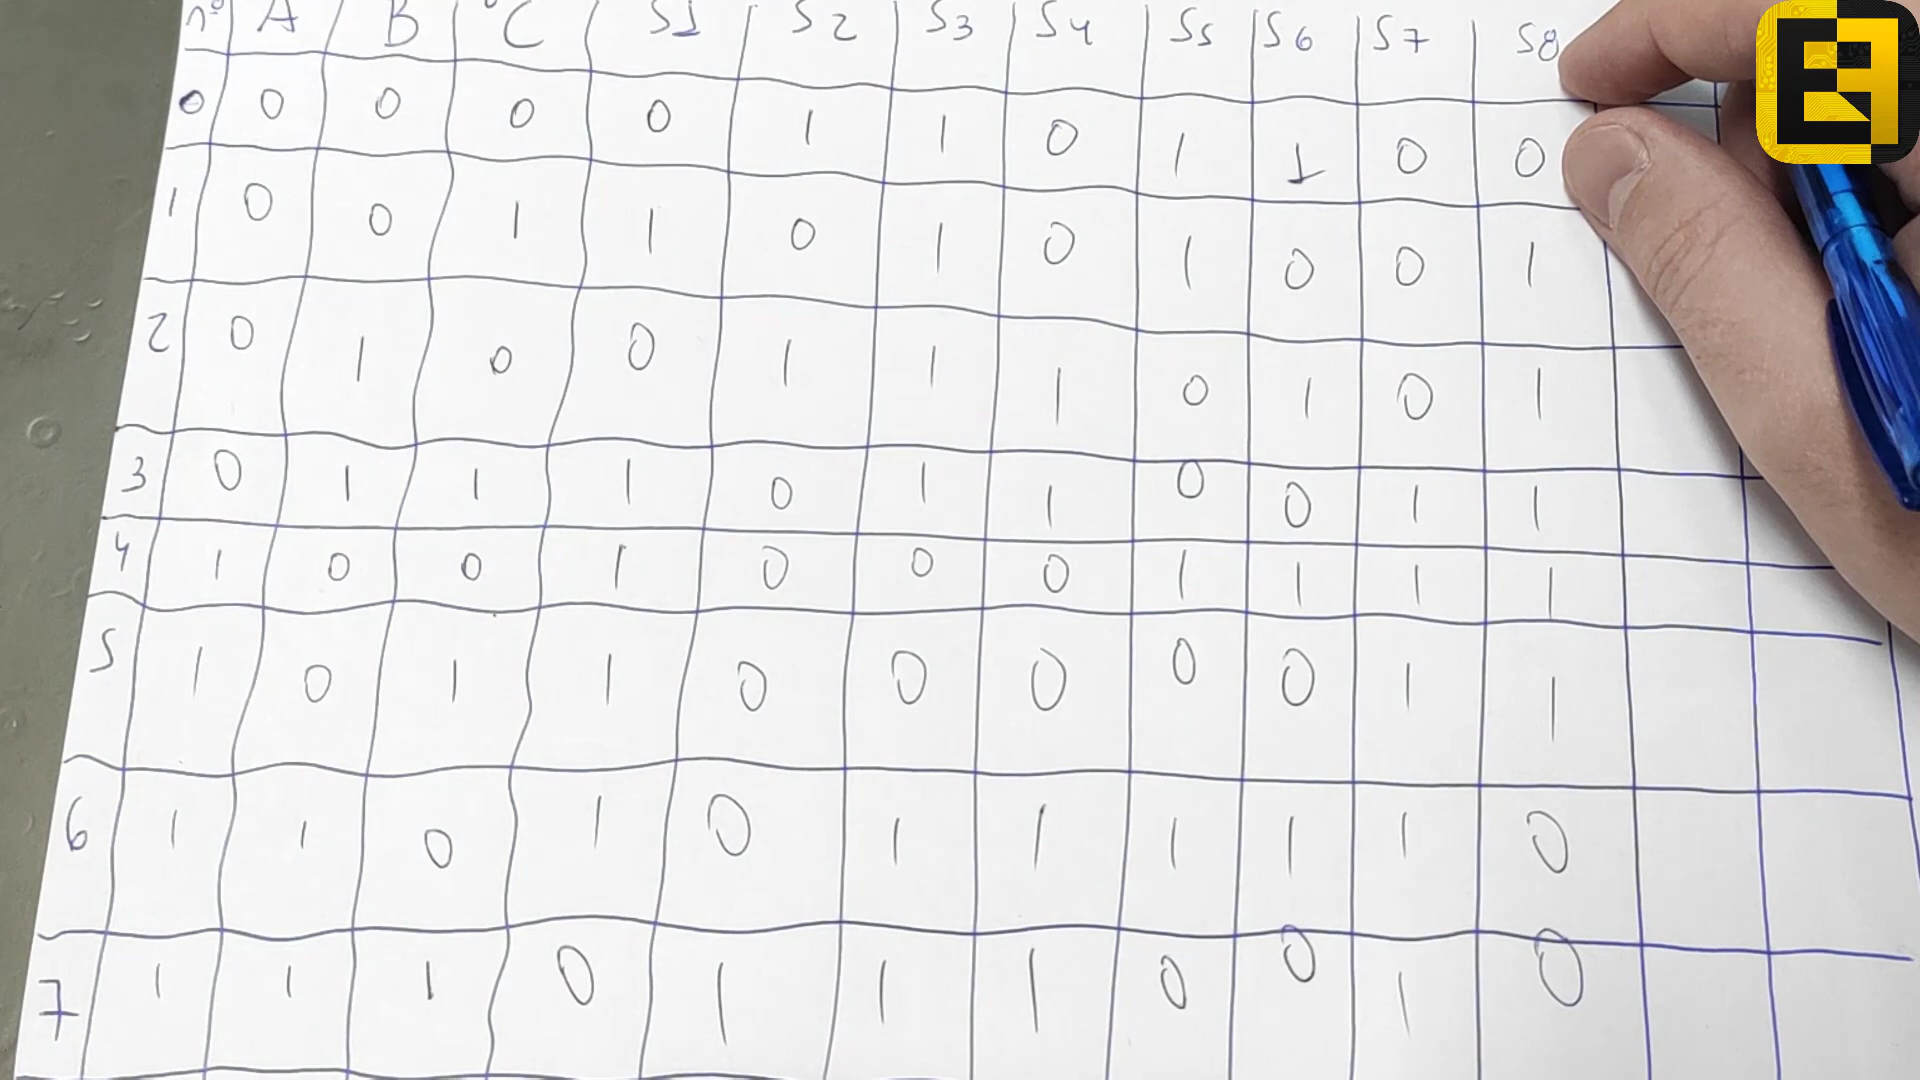 nº A B C S1 S2 S3 S4 S5 S6 S7 S8
0 0 0 0 0 1 1 0 1 1 0 0
1 0 0 1 1 0 1 0 1 0 0 1
2 0 1 0 0 1 1 1 0 1 0 1
3 0 1 1 1 0 1 1 0 0 1 1
4 1 0 0 1 0 0 0 1 1 1 1
5 1 0 1 1 0 0 0 0 0 1 1
6 1 1 0 1 0 1 1 1 1 1 0
7 1 1 1 0 1 1 1 0 0 1 0